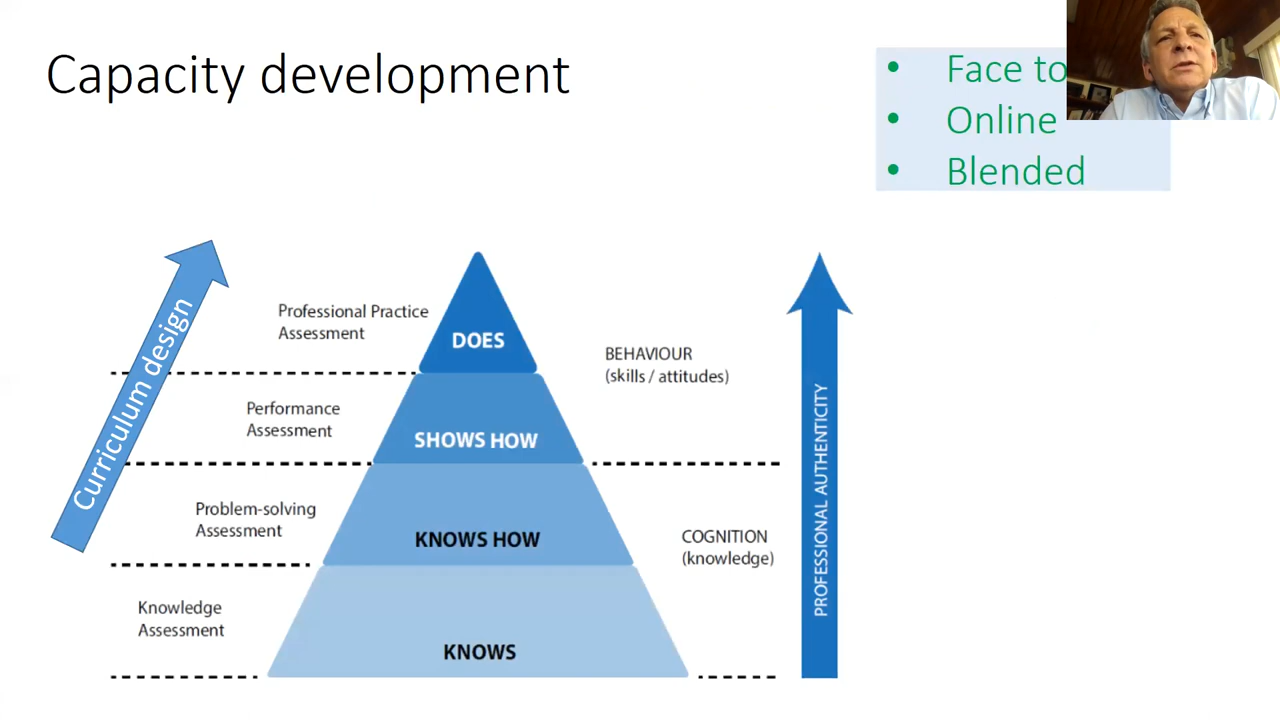 Capacity development
• Face to
• Online
• Blended
Curriculum design
Professional Practice
Assessment
DOES
BEHAVIOUR
(skills / attitudes)
Performance
Assessment
SHOWS HOW
PROFESSIONAL AUTHENTICITY
Problem-solving
Assessment
KNOWS HOW
COGNITION
(knowledge)
Knowledge
Assessment
KNOWS